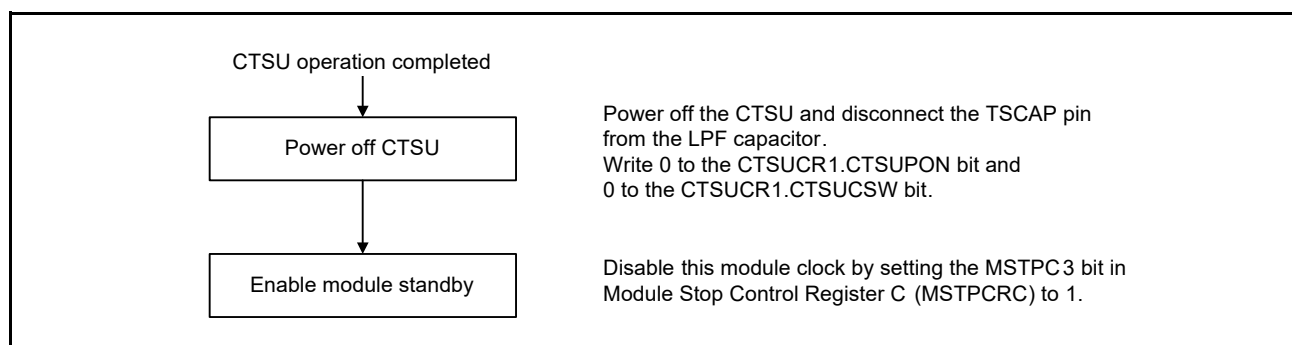 CTSU operation completed
Power off CTSU
Power off the CTSU and disconnect the TSCAP pin
from the LPF capacitor.
Write 0 to the CTSUCR1.CTSUPON bit and
0 to the CTSUCR1.CTSUCSW bit.
Enable module standby
Disable this module clock by setting the MSTPC3 bit in
Module Stop Control Register C (MSTPCRC) to 1.